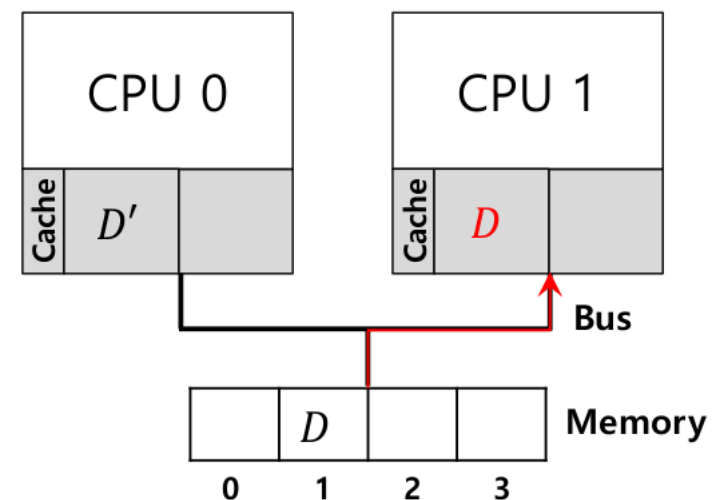 CPU 0
CPU 1
Cache
D′
Cache
D
Bus
D
Memory
0 1 2 3